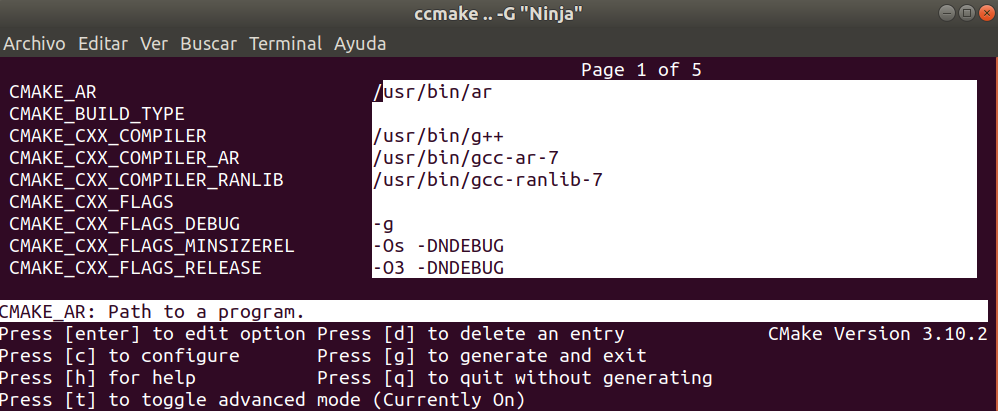 ccmake .. -G "Ninja"
Archivo Editar Ver Buscar Terminal Ayuda
Page 1 of 5
CMAKE_AR /usr/bin/ar
CMAKE_BUILD_TYPE
CMAKE_CXX_COMPILER /usr/bin/g++
CMAKE_CXX_COMPILER_AR /usr/bin/gcc-ar-7
CMAKE_CXX_COMPILER_RANLIB /usr/bin/gcc-ranlib-7
CMAKE_CXX_FLAGS
CMAKE_CXX_FLAGS_DEBUG -g
CMAKE_CXX_FLAGS_MINSIZEREL -Os -DNDEBUG
CMAKE_CXX_FLAGS_RELEASE -O3 -DNDEBUG
CMAKE_AR: Path to a program.
Press [enter] to edit option Press [d] to delete an entry CMake Version 3.10.2
Press [c] to configure Press [g] to generate and exit
Press [h] for help Press [q] to quit without generating
Press [t] to toggle advanced mode (Currently On)